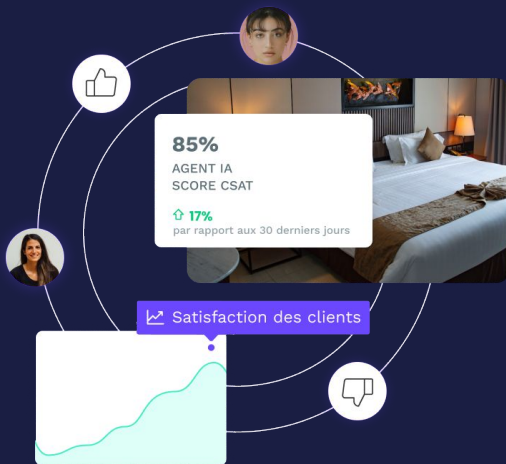 85%
AGENT IA
SCORE CSAT
17%
par rapport aux 30 derniers jours
Satisfaction des clients